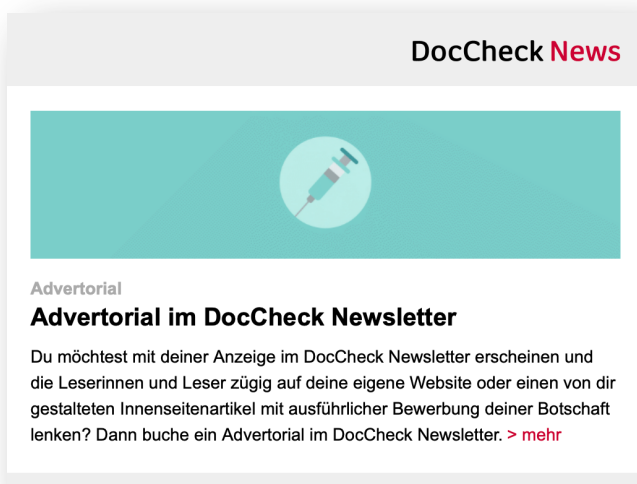 DocCheck News
Advertorial
Advertorial im DocCheck Newsletter
Du möchtest mit deiner Anzeige im DocCheck Newsletter erscheinen und
die Leserinnen und Leser zügig auf deine eigene Website oder einen von dir
gestalteten Innenseitenartikel mit ausführlicher Bewerbung deiner Botschaft
lenken? Dann buche ein Advertorial im DocCheck Newsletter. > mehr